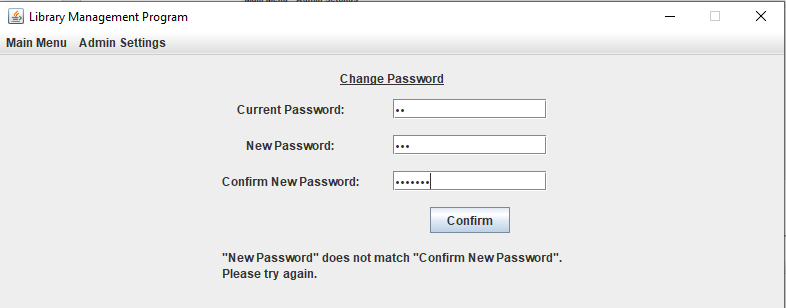 Library Management Program
Main Menu Admin Settings
Change Password
Current Password: ••
New Password: •••
Confirm New Password: •••••••
Confirm
"New Password" does not match "Confirm New Password".
Please try again.